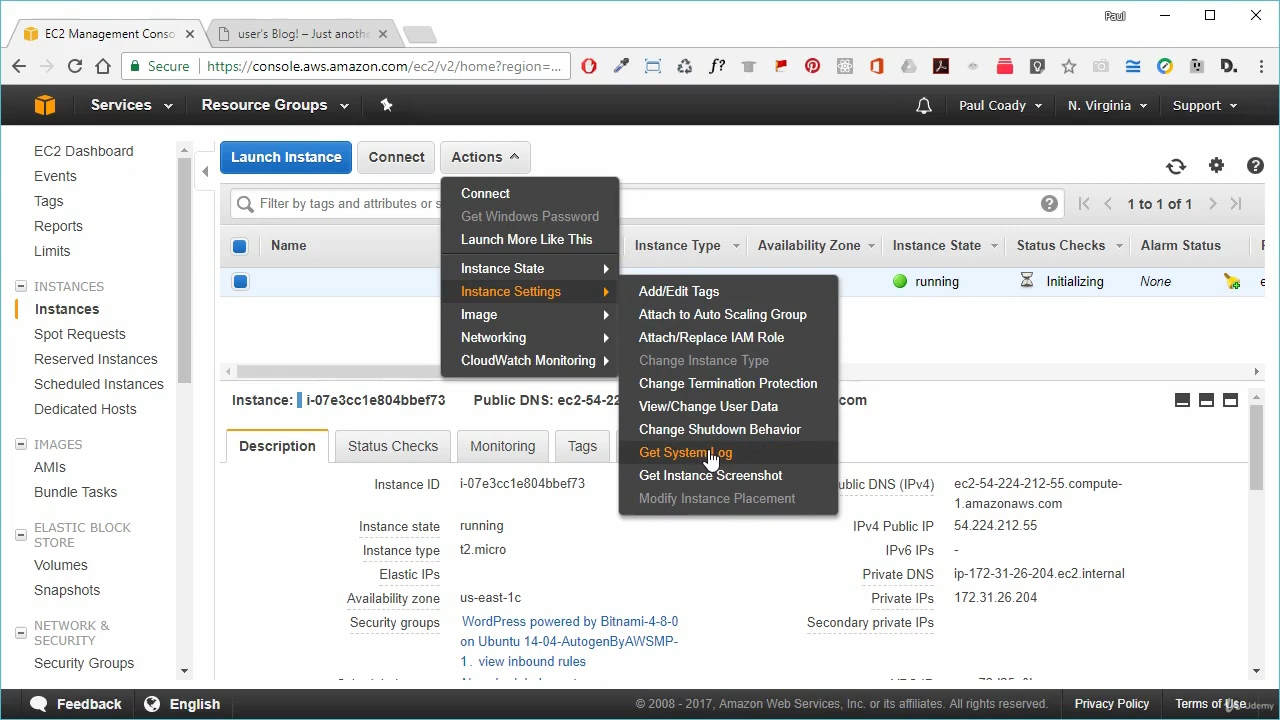 Paul
EC2 Management Conso
user's Blog! – Just anoth
Secure
https://console.aws.amazon.com/ec2/v2/home?region=...
f?
D.
Services
Resource Groups
Paul Coady
N. Virginia
Support
EC2 Dashboard
Events
Tags
Reports
Limits
INSTANCES
Instances
Spot Requests
Reserved Instances
Scheduled Instances
Dedicated Hosts
IMAGES
AMIs
Bundle Tasks
ELASTIC BLOCK
STORE
Volumes
Snapshots
NETWORK &
SECURITY
Security Groups
Launch Instance
Connect
Actions
Filter by tags and attributes or s
1 to 1 of 1
Name
Instance Type
Availability Zone
Instance State
Status Checks
Alarm Status
running
Initializing
None
e
Connect
Get Windows Password
Launch More Like This
Instance State
Instance Settings
Image
Networking
CloudWatch Monitoring
Add/Edit Tags
Attach to Auto Scaling Group
Attach/Replace IAM Role
Change Instance Type
Change Termination Protection
View/Change User Data
Change Shutdown Behavior
Get System Log
Get Instance Screenshot
Modify Instance Placement
Instance: i-07e3cc1e804bbef73 Public DNS: ec2-54-22 com
Description
Status Checks
Monitoring
Tags
Instance ID i-07e3cc1e804bbef73
Instance state running
Instance type t2.micro
Elastic IPs
Availability zone us-east-1c
Security groups WordPress powered by Bitnami-4-8-0
on Ubuntu 14-04-AutogenByAWSMP-
1. view inbound rules
ublic DNS (IPv4) ec2-54-224-212-55.compute-
1.amazonaws.com
IPv4 Public IP 54.224.212.55
IPv6 IPs -
Private DNS ip-172-31-26-204.ec2.internal
Private IPs 172.31.26.204
Secondary private IPs
Feedback
English
© 2008 - 2017, Amazon Web Services, Inc. or its affiliates. All rights reserved.
Privacy Policy
Terms of Use
Udemy